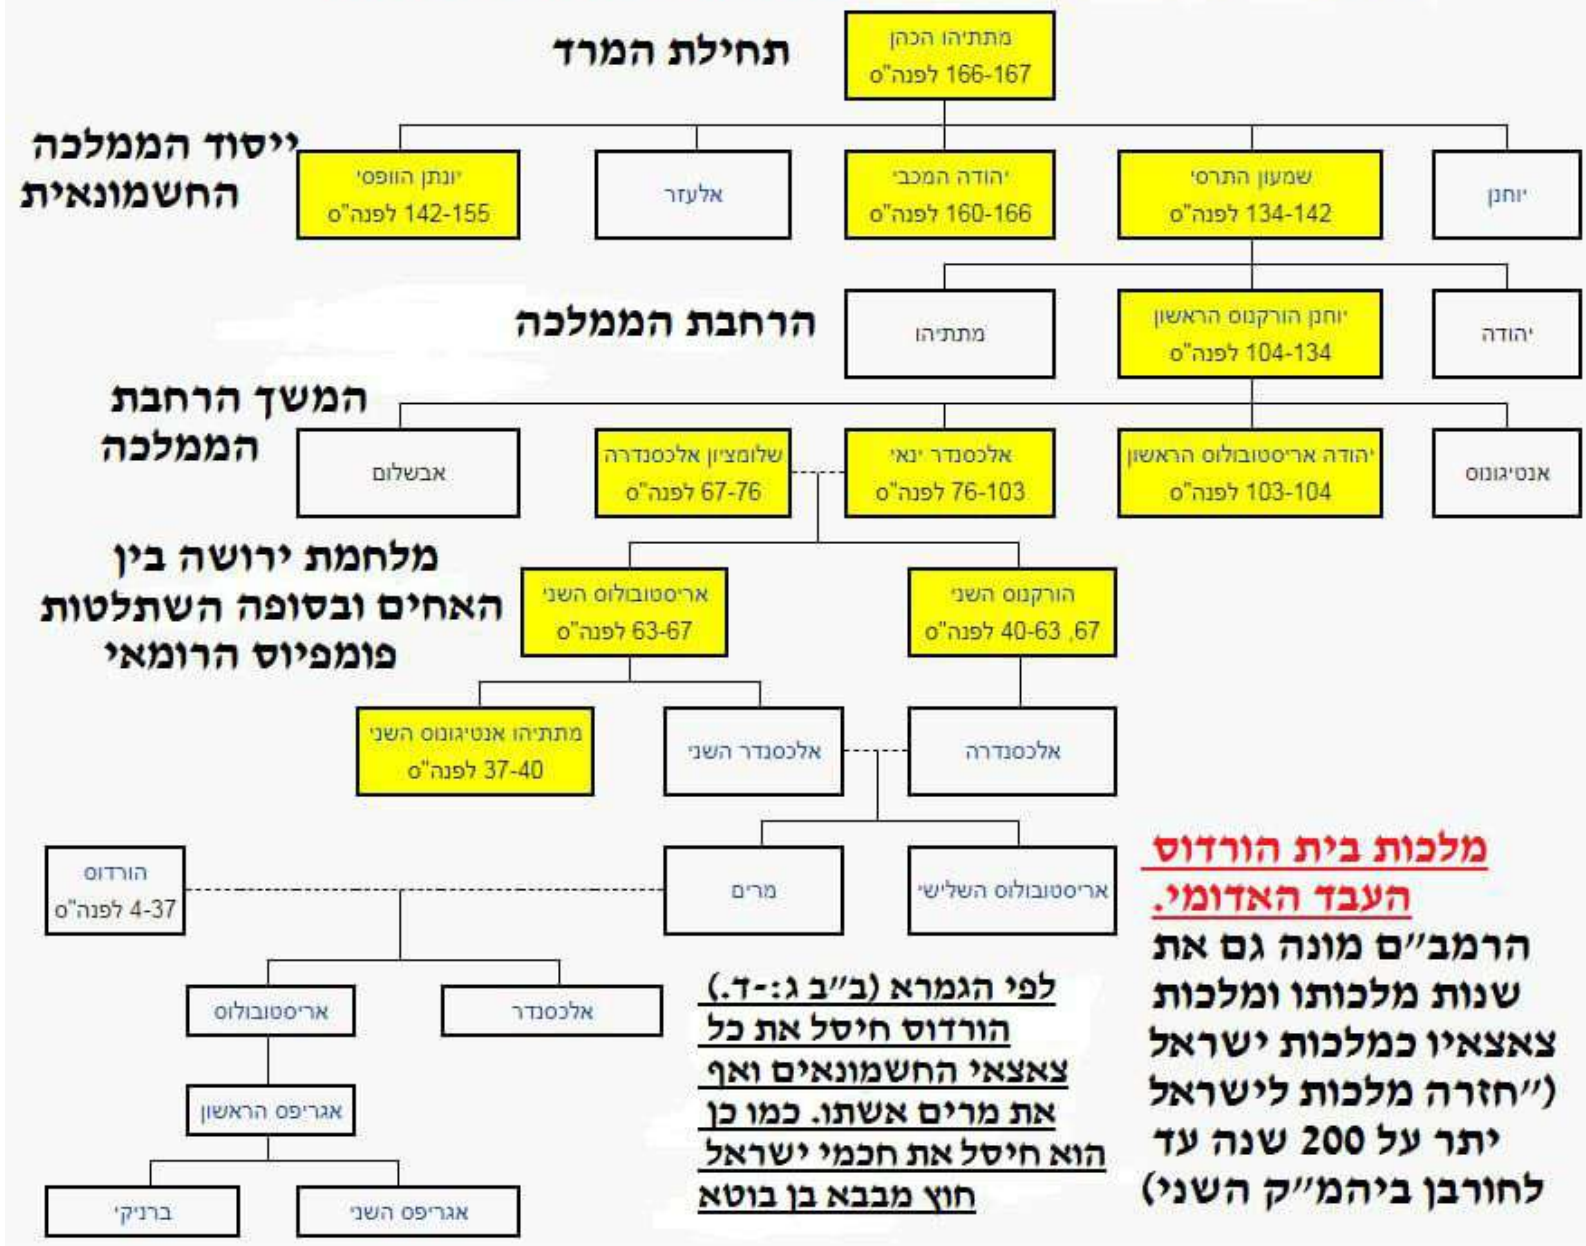 תחילת המרד
מתתיהו הכהן
166-167 לפנה"ס
ייסוד הממלכה
החשמונאית
יוחנן
שמעון התרסי
134-142 לפנה"ס
יהודה המכבי
160-166 לפנה"ס
אלעזר
יונתן הוופסי
142-155 לפנה"ס
הרחבת הממלכה
יהודה
יוחנן הורקנוס הראשון
104-134 לפנה"ס
מתתיהו
המשך הרחבת
הממלכה
אנטיגונוס
יהודה אריסטובולוס הראשון
103-104 לפנה"ס
אלכסנדר ינאי
76-103 לפנה"ס
שלומציון אלכסנדרה
67-76 לפנה"ס
אבשלום
מלחמת ירושה בין
האחים ובסופה השתלטות
פומפיוס הרומאי
הורקנוס השני
67, 40-63 לפנה"ס
אריסטובולוס השני
63-67 לפנה"ס
אלכסנדרה
אלכסנדר השני
מתתיהו אנטיגונוס השני
37-40 לפנה"ס
אריסטובולוס השלישי
מרים
הורדוס
4-37 לפנה"ס
אלכסנדר
אריסטובולוס
אגריפס הראשון
אגריפס השני
ברניקי
מלכות בית הורדוס
העבד האדומי.
הרמב"ם מונה גם את
שנות מלכותו ומלכות
צאצאיו כמלכות ישראל
("חזרה מלכות לישראל
יתר על 200 שנה עד
לחורבן ביהמ"ק השני)
לפי הגמרא (ב"ב ג:-ד.)
הורדוס חיסל את כל
צאצאי החשמונאים ואף
את מרים אשתו. כמו כן
הוא חיסל את חכמי ישראל
חוץ מבבא בן בוטא